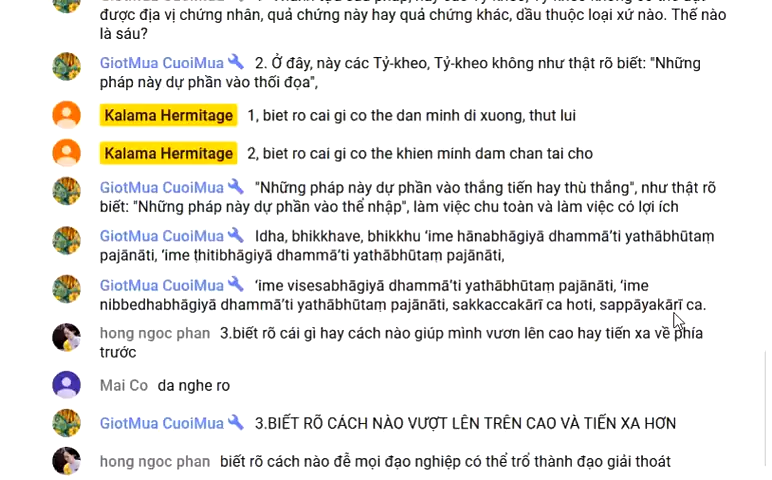 được địa vị chứng nhân, quả chứng này hay quả chứng khác, dầu thuộc loại xứ nào. Thế nào
là sáu?
GiotMua CuoiMua 2. Ở đây, này các Tỷ-kheo, Tỷ-kheo không như thật rõ biết: "Những
pháp này dự phần vào thối đọa",
Kalama Hermitage 1, biet ro cai gi co the dan minh di xuong, thut lui
Kalama Hermitage 2, biet ro cai gi co the khien minh dam chan tai cho
GiotMua CuoiMua "Những pháp này dự phần vào thắng tiến hay thù thắng", như thật rõ
biết: "Những pháp này dự phần vào thể nhập", làm việc chu toàn và làm việc có lợi ích
GiotMua CuoiMua Idha, bhikkhave, bhikkhu ‘ime hānabhāgiyā dhammā’ti yathābhūtaṃ
pajānāti, ‘ime ṭhitibhāgiyā dhammā’ti yathābhūtaṃ pajānāti,
GiotMua CuoiMua ‘ime visesabhāgiyā dhammā’ti yathābhūtaṃ pajānāti, ‘ime
nibbedhabhāgiyā dhammā’ti yathābhūtaṃ pajānāti, sakkaccakārī ca hoti, sappāyakārī ca.
hong ngoc phan 3.biết rõ cái gì hay cách nào giúp mình vươn lên cao hay tiến xa về phía
trước
Mai Co da nghe ro
GiotMua CuoiMua 3.BIẾT RÕ CÁCH NÀO VƯỢT LÊN TRÊN CAO VÀ TIẾN XA HƠN
hong ngoc phan biết rõ cách nào để mọi đạo nghiệp có thể trổ thành đạo giải thoát